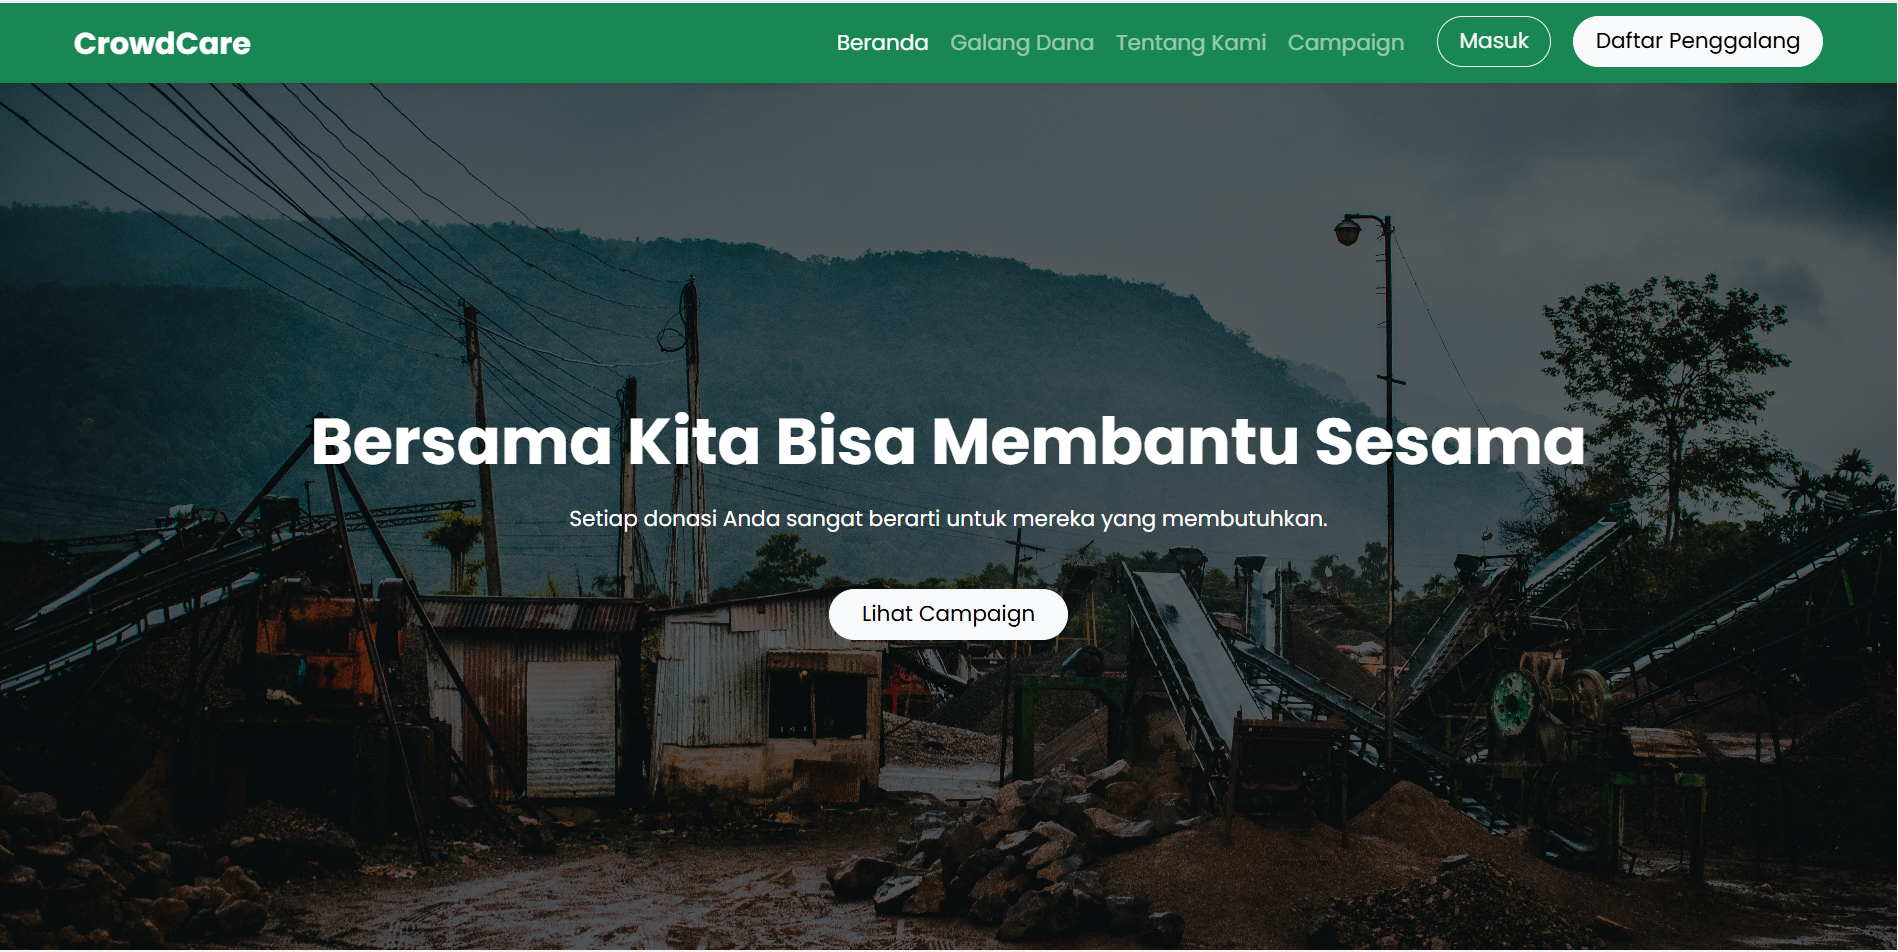 CrowdCare
Beranda Galang Dana Tentang Kami Campaign Masuk Daftar Penggalang
Bersama Kita Bisa Membantu Sesama
Setiap donasi Anda sangat berarti untuk mereka yang membutuhkan.
Lihat Campaign